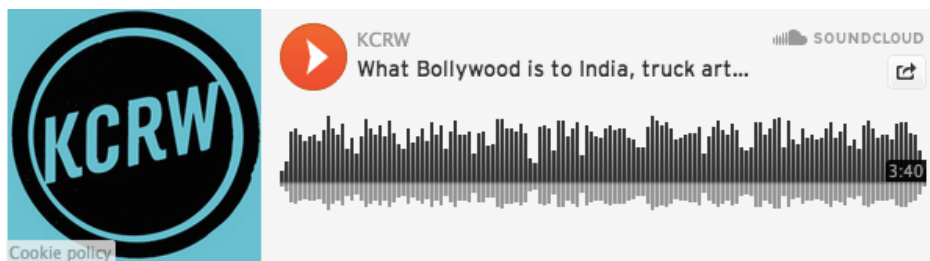 KCRW
Cookie policy
KCRW
SOUNDCLOUD
What Bollywood is to India, truck art...
3:40